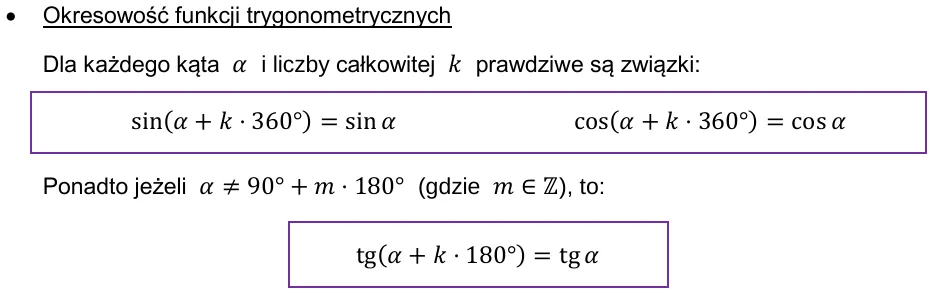 • Okresowość funkcji trygonometrycznych
Dla każdego kąta α i liczby całkowitej k prawdziwe są związki:
sin(α + k · 360°) = sin α cos(α + k · 360°) = cos α
Ponadto jeżeli α ≠ 90° + m · 180° (gdzie m ∈ ℤ), to:
tg(α + k · 180°) = tg α